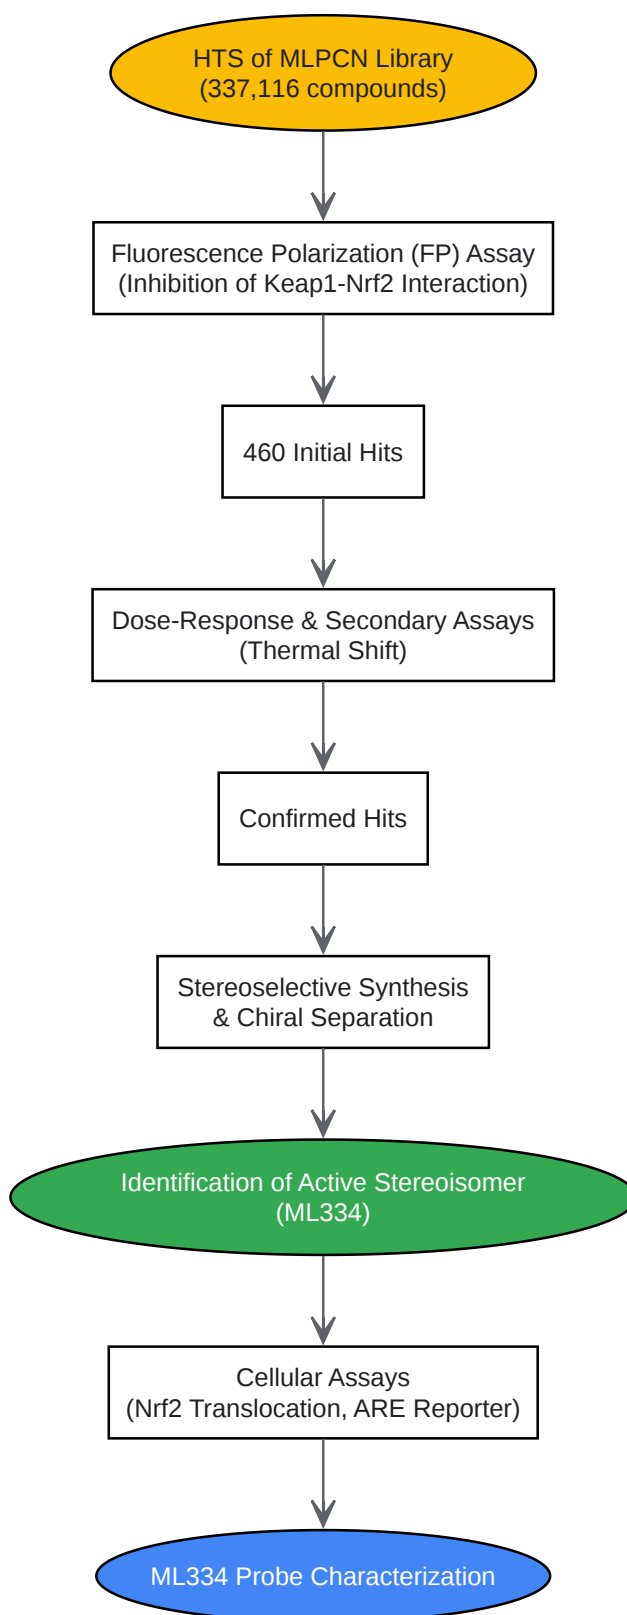 HTS of MLPCN Library
(337,116 compounds)
Fluorescence Polarization (FP) Assay
(Inhibition of Keap1-Nrf2 Interaction)
460 Initial Hits
Dose-Response & Secondary Assays
(Thermal Shift)
Confirmed Hits
Stereoselective Synthesis
& Chiral Separation
Identification of Active Stereoisomer
(ML334)
Cellular Assays
(Nrf2 Translocation, ARE Reporter)
ML334 Probe Characterization